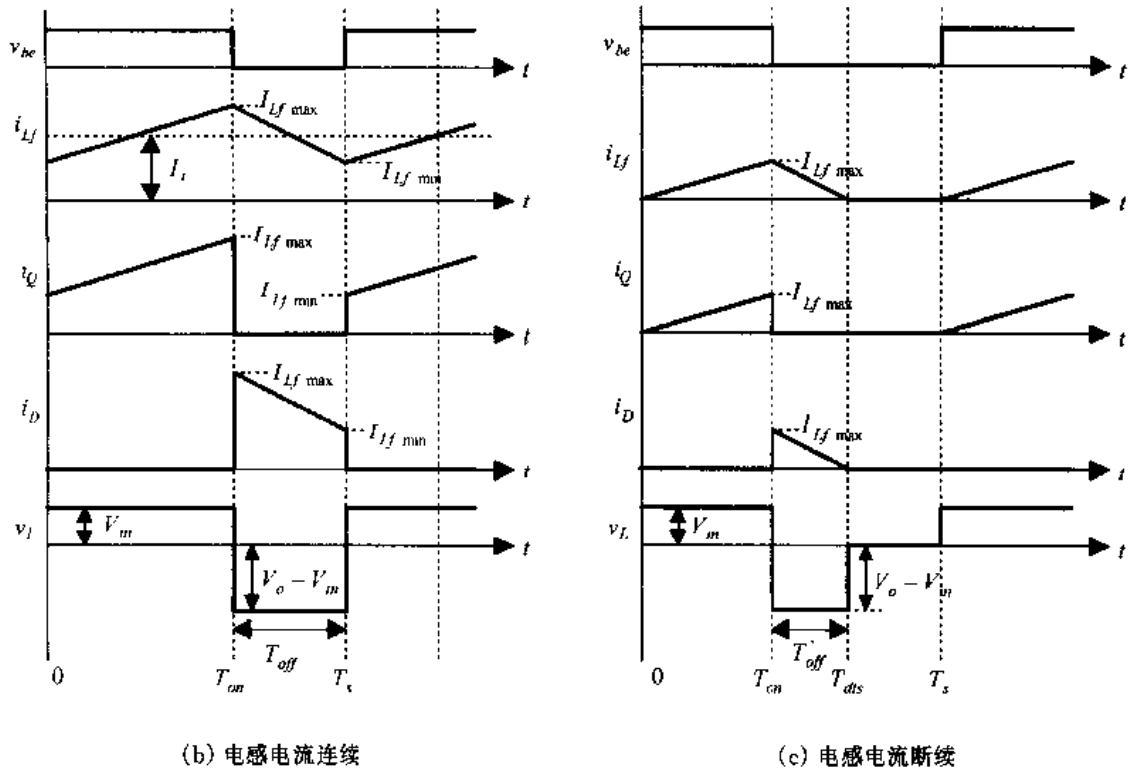 v_be
t
i_Lf
I_Lf max
I_i
I_Lf min
t
i_Q
I_Lf max
I_Lf min
t
i_D
I_Lf max
I_Lf min
t
v_L
V_in
t
V_o − V_in
T_off
0
T_on
T_s
(b) 电感电流连续
v_be
t
i_Lf
I_Lf max
t
i_Q
I_Lf max
t
i_D
I_Lf max
t
v_L
V_in
t
V_o − V_in
T'_off
0
T_on
T_dis
T_s
(c) 电感电流断续